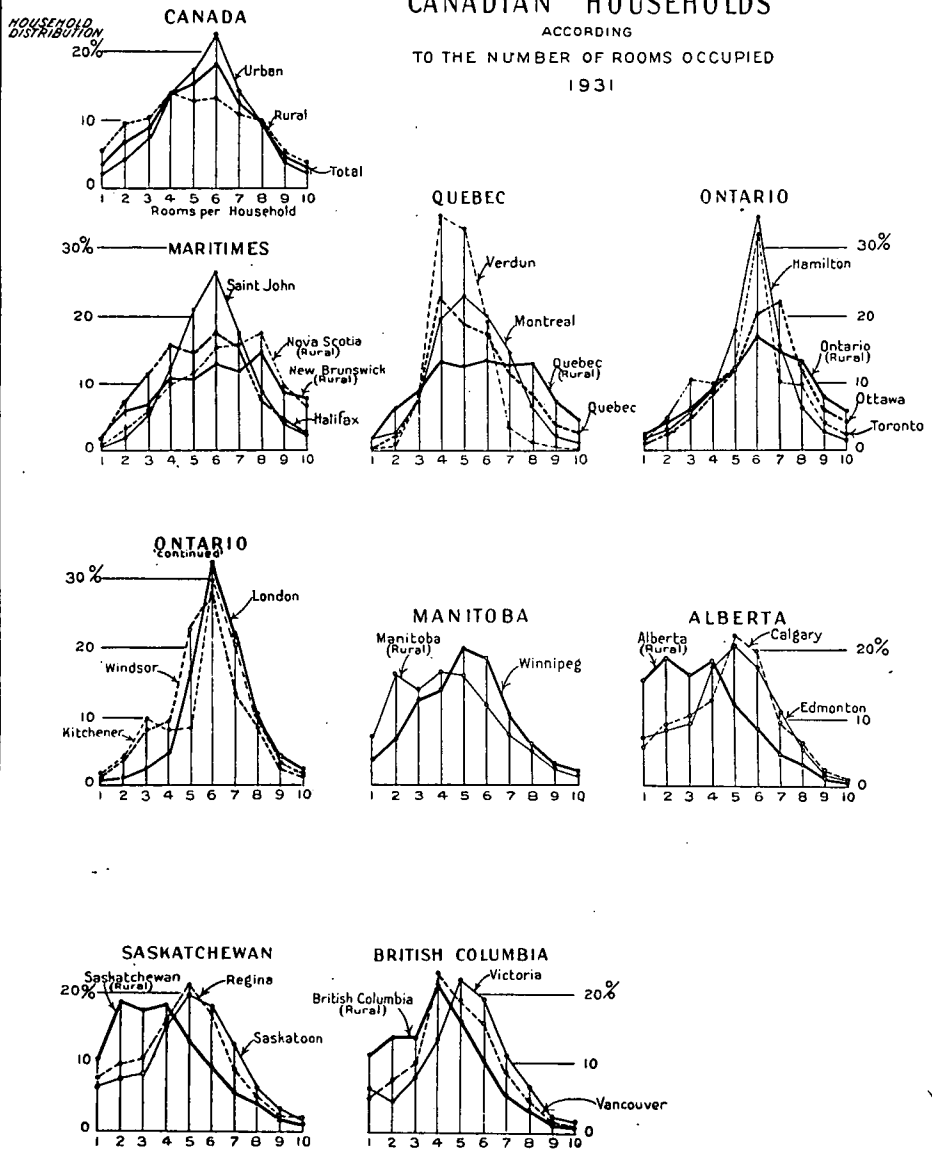 CANADIAN HOUSEHOLDS
ACCORDING
TO THE NUMBER OF ROOMS OCCUPIED
1931
HOUSEHOLD
DISTRIBUTION
CANADA
20%
10
0
Urban
Rural
Total
1 2 3 4 5 6 7 8 9 10
Rooms per Household
MARITIMES
30%
20
10
0
Saint John
Nova Scotia
(Rural)
New Brunswick
(Rural)
Halifax
1 2 3 4 5 6 7 8 9 10
QUEBEC
Verdun
Montreal
Quebec
(Rural)
Quebec
1 2 3 4 5 6 7 8 9 10
ONTARIO
30%
20
10
0
Hamilton
Ontario
(Rural)
Ottawa
Toronto
1 2 3 4 5 6 7 8 9 10
ONTARIO
'Continued'
30%
20
10
0
London
Windsor
Kitchener
1 2 3 4 5 6 7 8 9 10
MANITOBA
Manitoba
(Rural)
Winnipeg
1 2 3 4 5 6 7 8 9 10
ALBERTA
Alberta
(Rural)
Calgary
20%
Edmonton
10
0
1 2 3 4 5 6 7 8 9 10
SASKATCHEWAN
Saskatchewan
(Rural)
Regina
20%
Saskatoon
10
0
1 2 3 4 5 6 7 8 9 10
BRITISH COLUMBIA
Victoria
British Columbia
(Rural)
20%
10
Vancouver
0
1 2 3 4 5 6 7 8 9 10